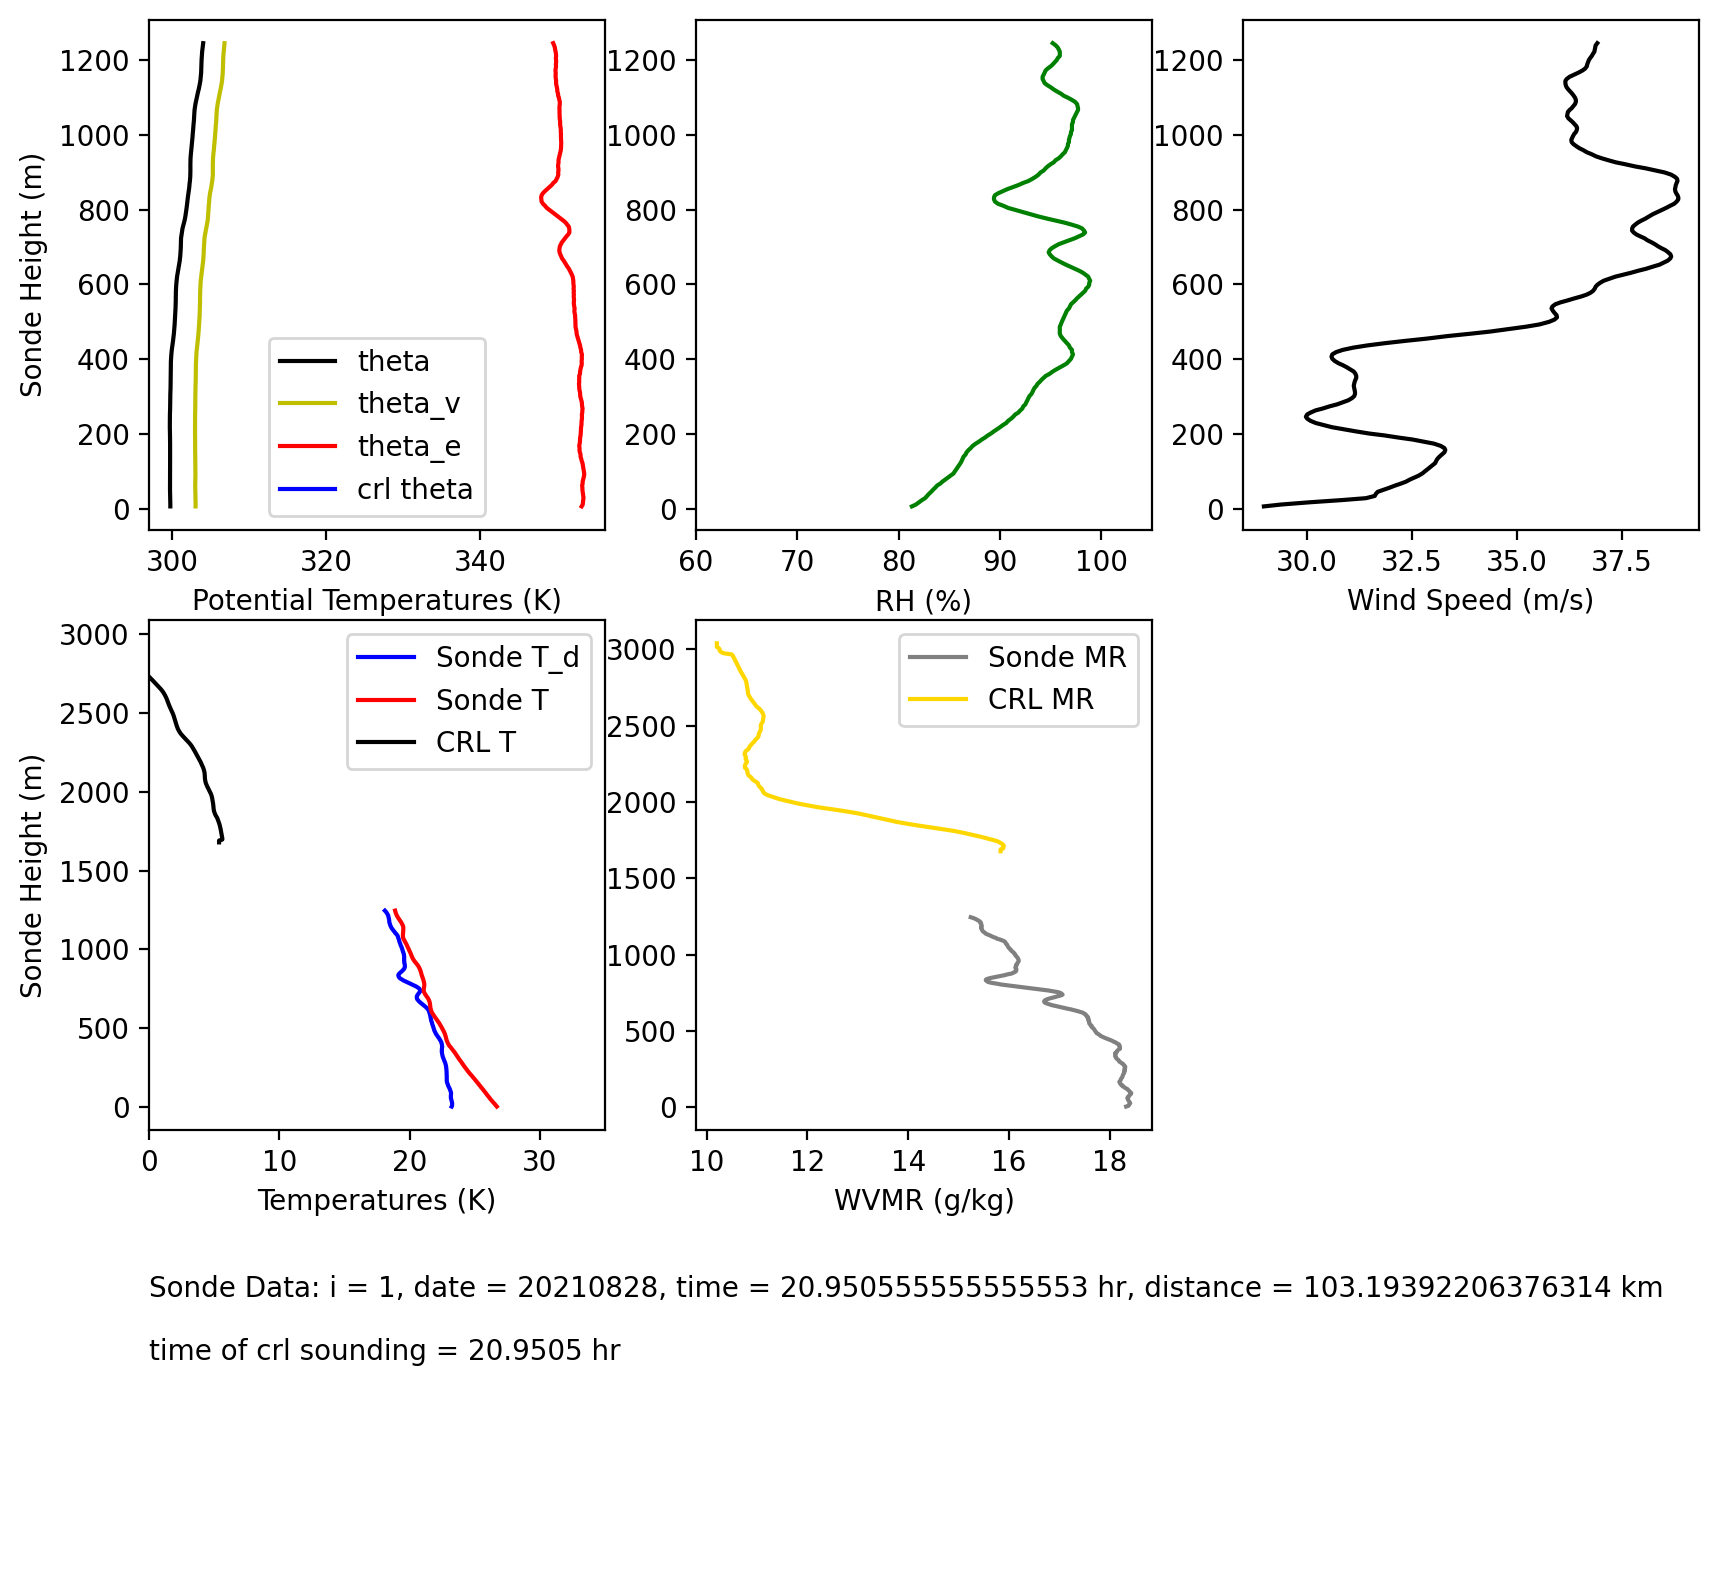 1200
1000
800
600
400
200
0
Sonde Height (m)
theta
theta_v
theta_e
crl theta
300 320 340
Potential Temperatures (K)
1200
1000
800
600
400
200
0
60 70 80 90 100
RH (%)
1200
1000
800
600
400
200
0
30.0 32.5 35.0 37.5
Wind Speed (m/s)
3000
2500
2000
1500
1000
500
0
Sonde Height (m)
Sonde T_d
Sonde T
CRL T
0 10 20 30
Temperatures (K)
3000
2500
2000
1500
1000
500
0
Sonde MR
CRL MR
10 12 14 16 18
WVMR (g/kg)
Sonde Data: i = 1, date = 20210828, time = 20.950555555555553 hr, distance = 103.19392206376314 km
time of crl sounding = 20.9505 hr